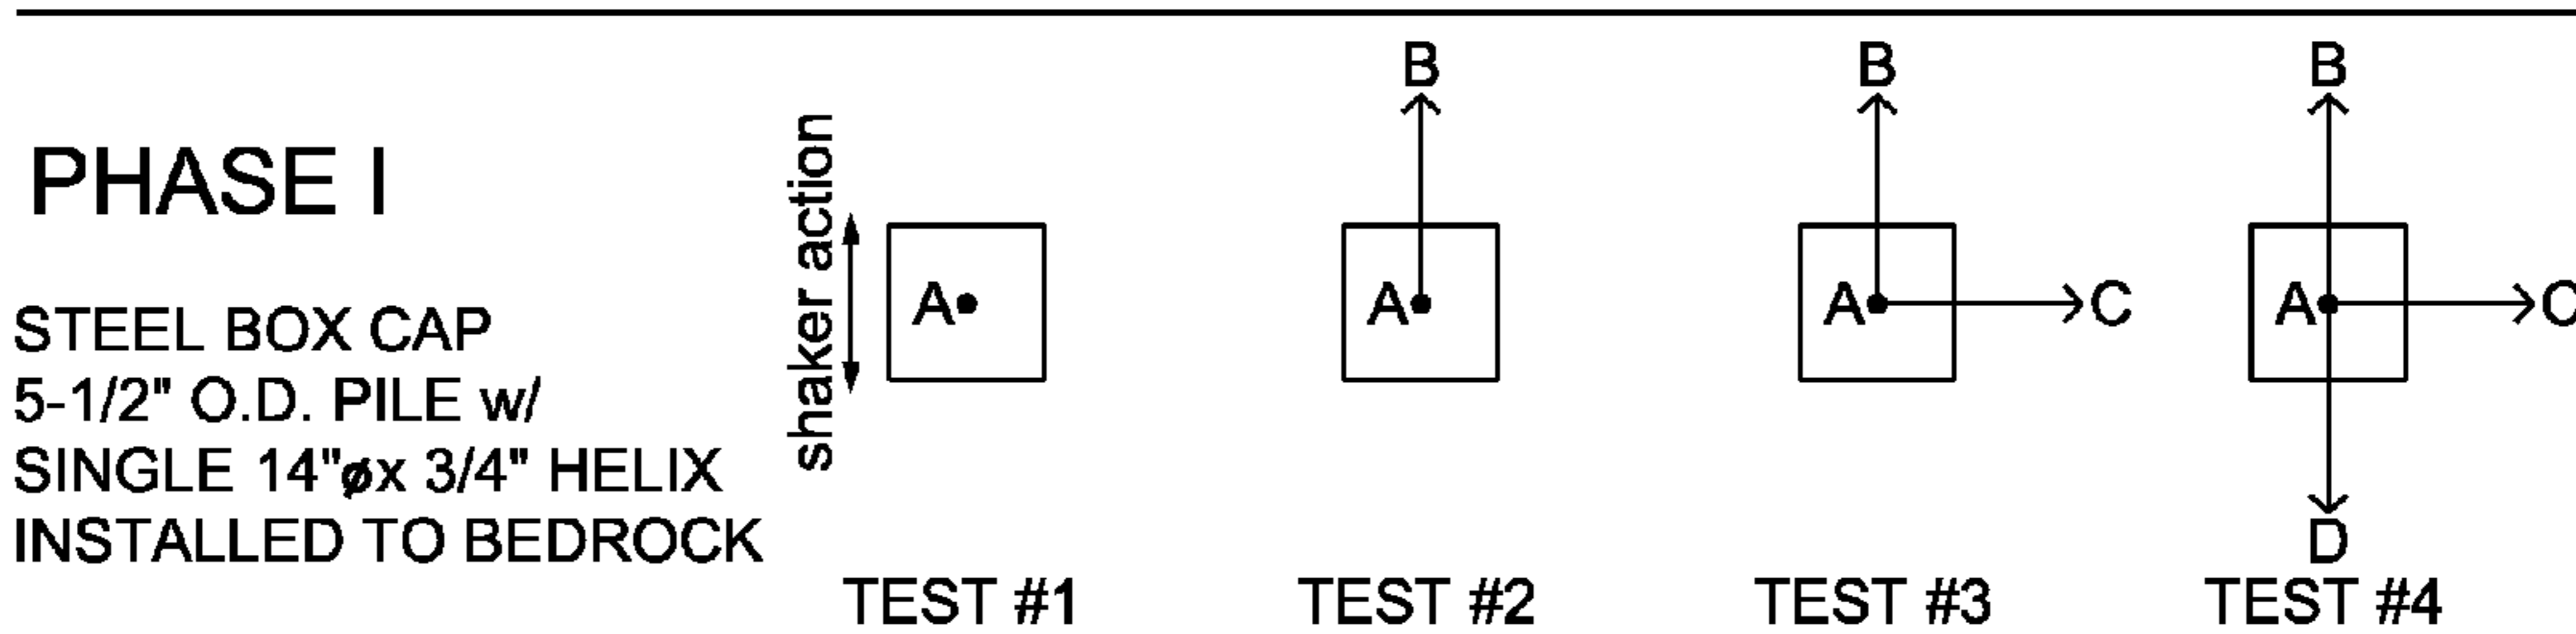 PHASE I
STEEL BOX CAP
5-1/2" O.D. PILE w/
SINGLE 14"øx 3/4" HELIX
INSTALLED TO BEDROCK
shaker action
A
TEST #1
B
A
TEST #2
B
A
C
TEST #3
B
A
C
D
TEST #4